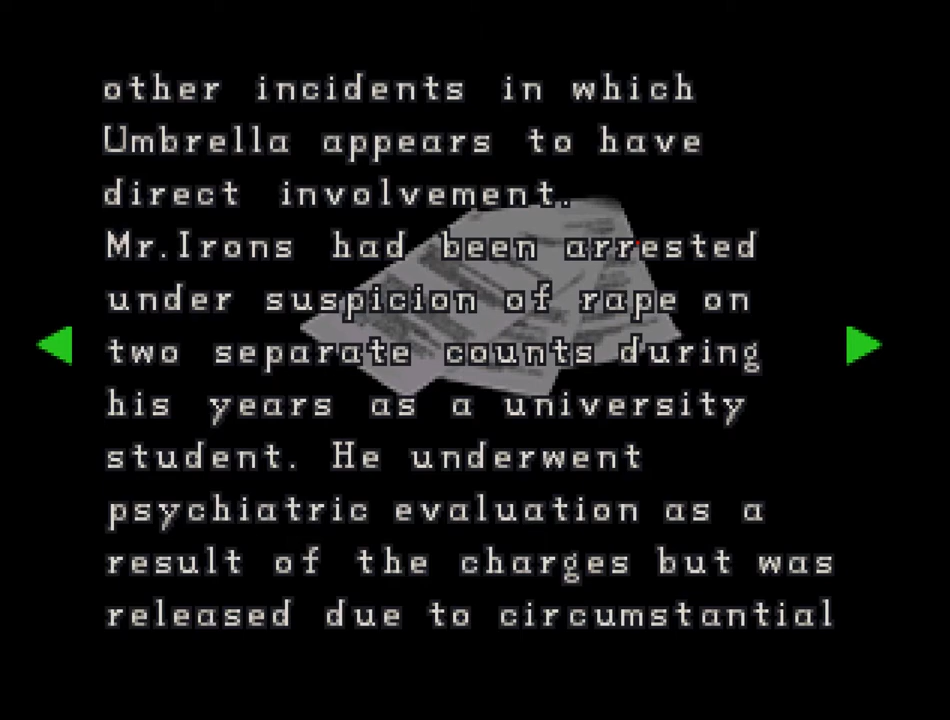 other incidents in which
Umbrella appears to have
direct involvement.
Mr.Irons had been arrested
under suspicion of rape on
two separate counts during
his years as a university
student. He underwent
psychiatric evaluation as a
result of the charges but was
released due to circumstantial